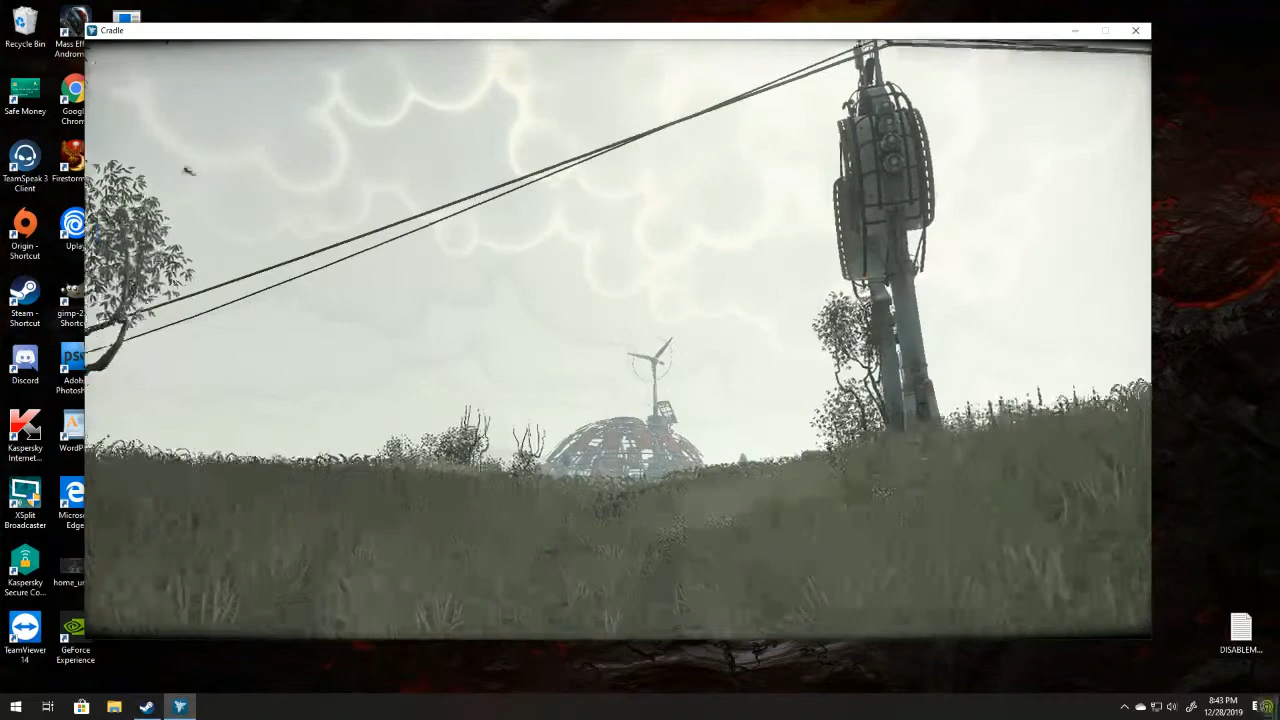 Cradle
Recycle Bin
Mass Eff
Androm...
Safe Money
Googl
Chrom
TeamSpeak 3
Client
Firestorm
Origin -
Shortcut
Uplay
Steam -
Shortcut
gimp-2
Shortc
Discord
Adob
Photosh
Kaspersky
Internet...
WordP
XSplit
Broadcaster
Micros
Edge
Kaspersky
Secure Co...
home_un
TeamViewer
14
GeForce
Experience
DISABLEM...
8:43 PM
12/28/2019